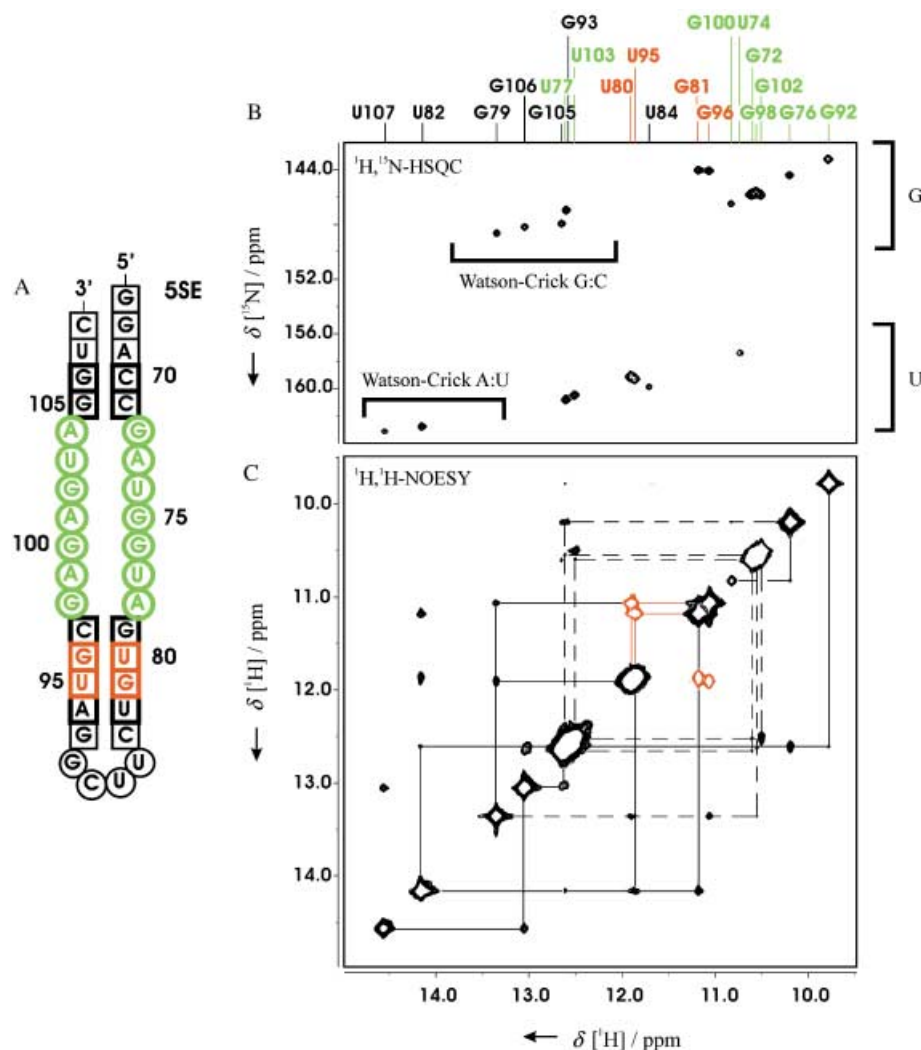 G93
G100 U74
U103
U95
G72
G106
U77
U80
G81
G102
B
U107
U82
G79
G105
U84
G96
G98
G76
G92
¹H,¹⁵N-HSQC
144.0
G
Watson-Crick G:C
152.0
δ [¹⁵N] / ppm
156.0
Watson-Crick A:U
160.0
U
A
3'
5'
5SE
G
C G
U A
G C 70
105 G C
A G
U A
G U
A G 75
100 G G
A U
G A
C G
G U 80
95 U G
A U
G C
G C U U
C
¹H,¹H-NOESY
10.0
11.0
δ [¹H] / ppm
12.0
13.0
14.0
14.0 13.0 12.0 11.0 10.0
δ [¹H] / ppm